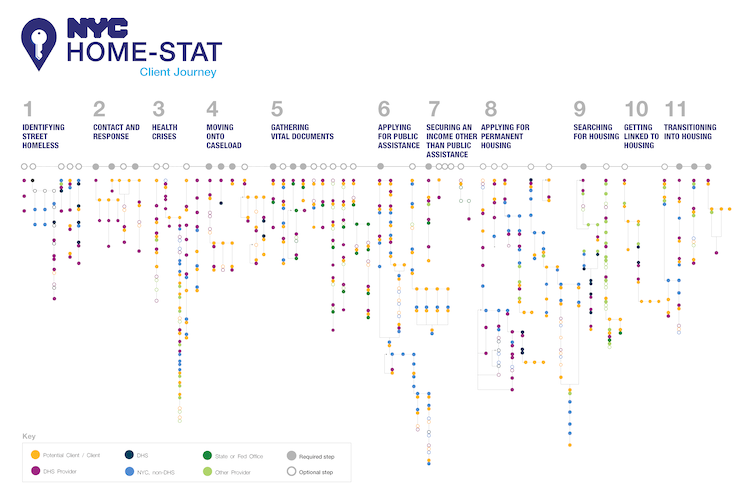 NYC
HOME-STAT
Client Journey
1
IDENTIFYING
STREET
HOMELESS
2
CONTACT AND
RESPONSE
3
HEALTH
CRISES
4
MOVING
ONTO
CASELOAD
5
GATHERING
VITAL DOCUMENTS
6
APPLYING
FOR PUBLIC
ASSISTANCE
7
SECURING AN
INCOME OTHER
THAN PUBLIC
ASSISTANCE
8
APPLYING FOR
PERMANENT
HOUSING
9
SEARCHING
FOR HOUSING
10
GETTING
LINKED TO
HOUSING
11
TRANSITIONING
INTO HOUSING
Key
Potential Client / Client
DHS
State or Fed Office
Required step
DHS Provider
NYC, non-DHS
Other Provider
Optional step